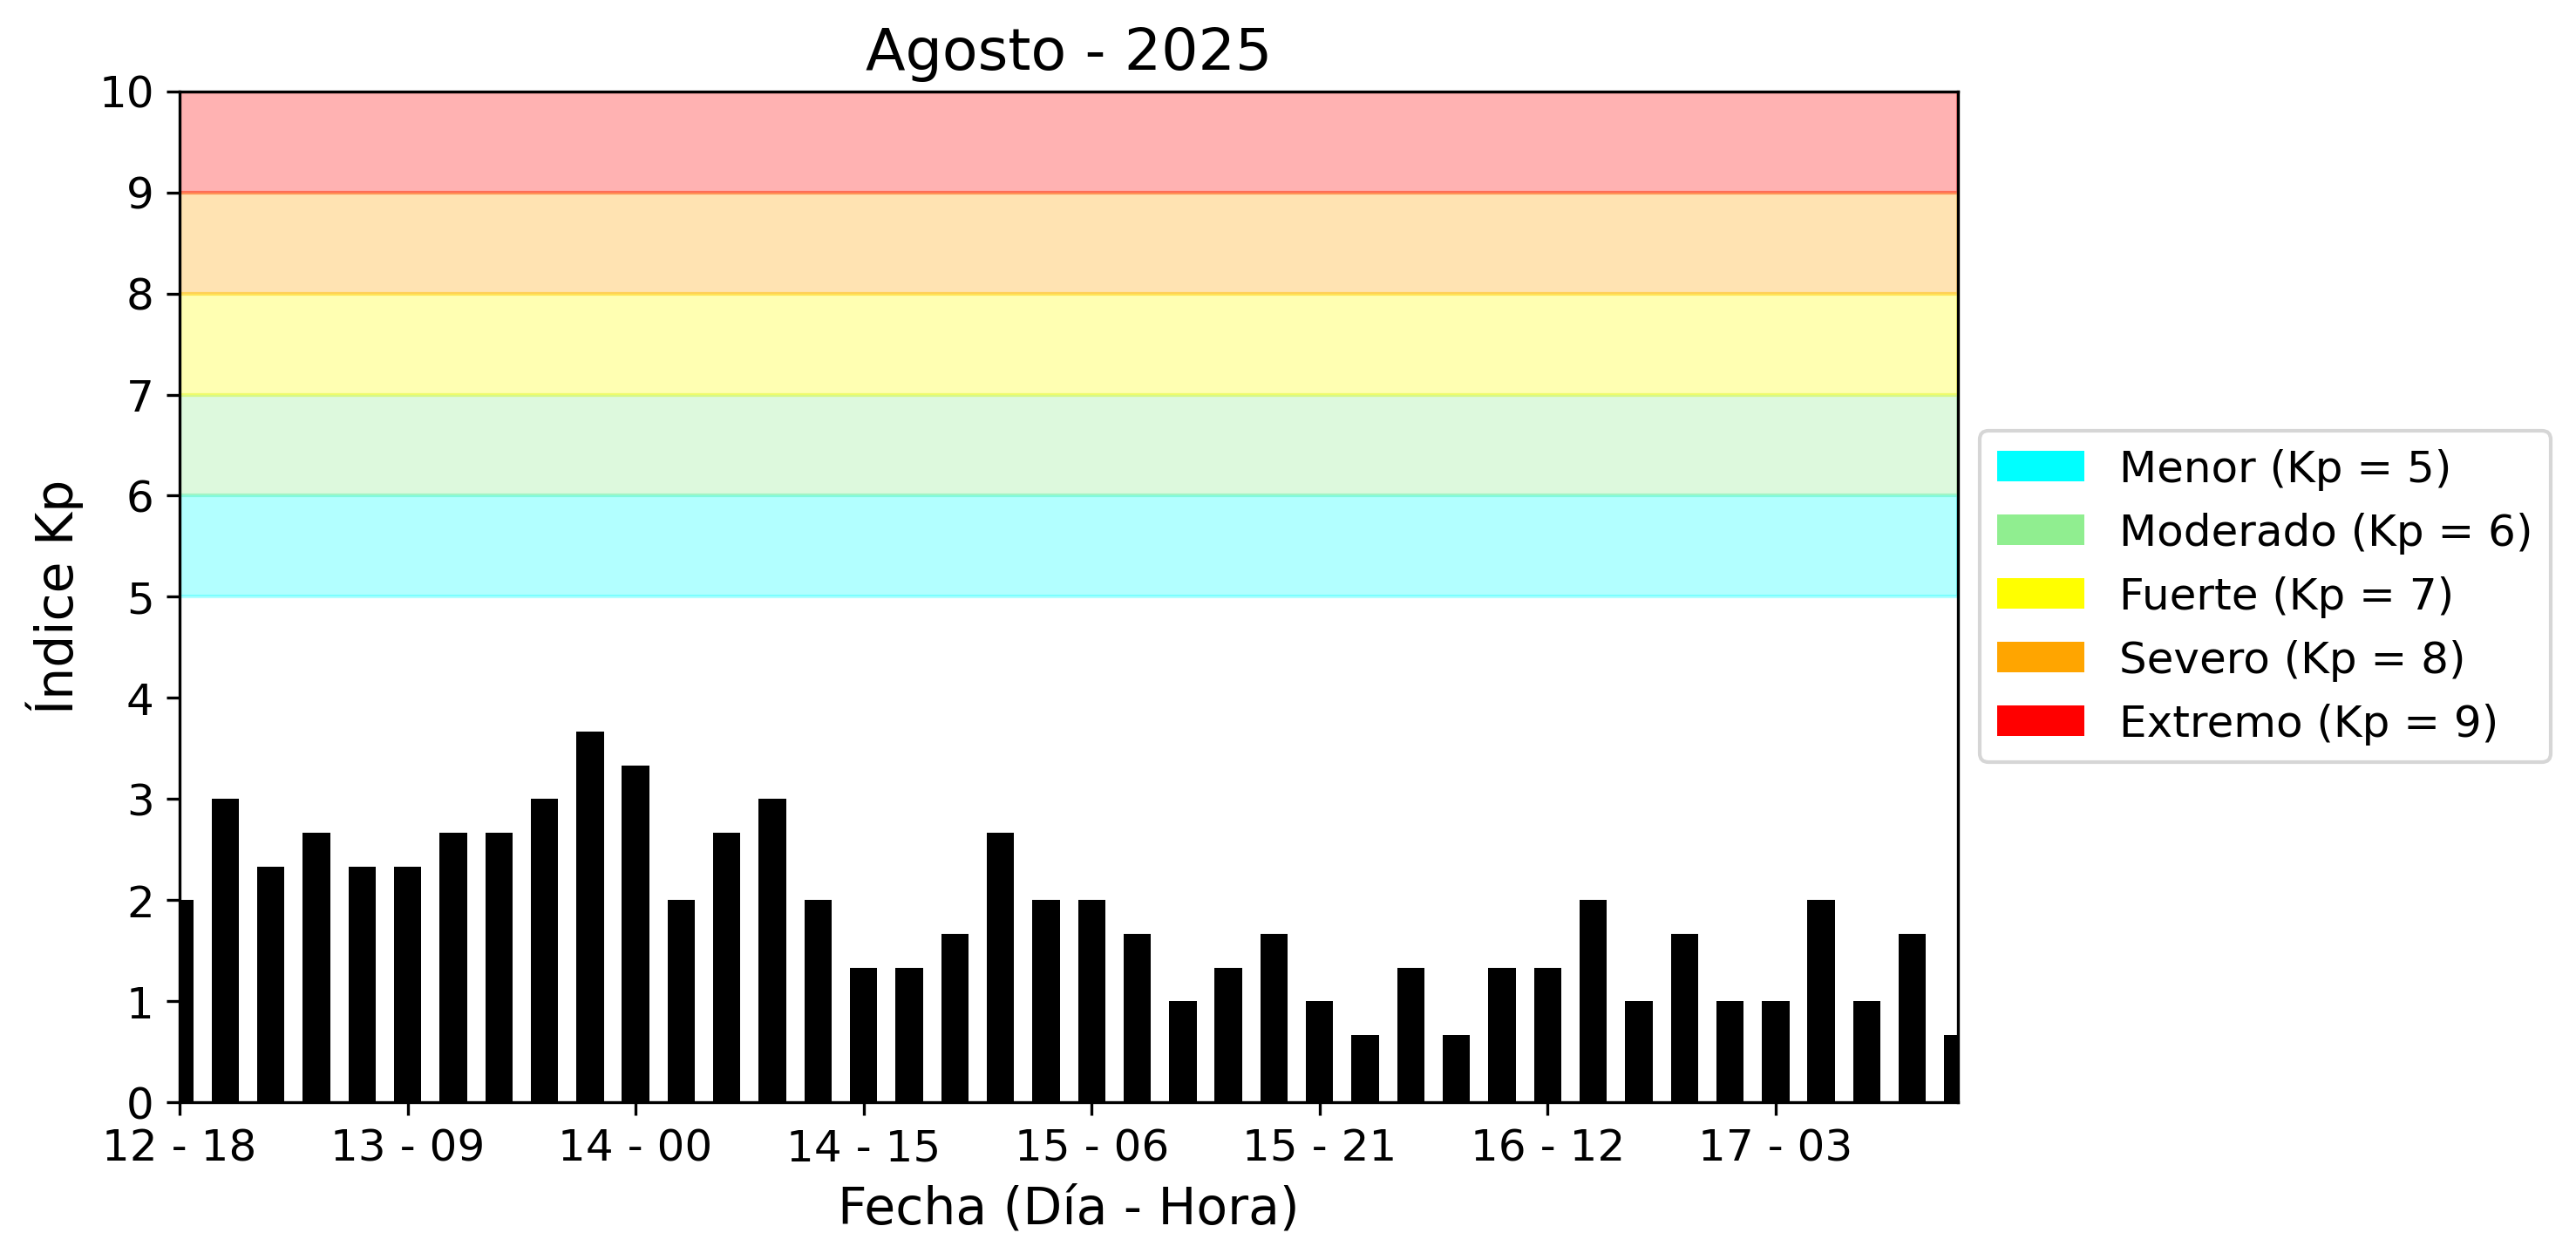 Agosto - 2025
10
9
8
7
6
5
4
3
2
1
0
Índice Kp
12 - 18
13 - 09
14 - 00
14 - 15
15 - 06
15 - 21
16 - 12
17 - 03
Fecha (Día - Hora)
Menor (Kp = 5)
Moderado (Kp = 6)
Fuerte (Kp = 7)
Severo (Kp = 8)
Extremo (Kp = 9)